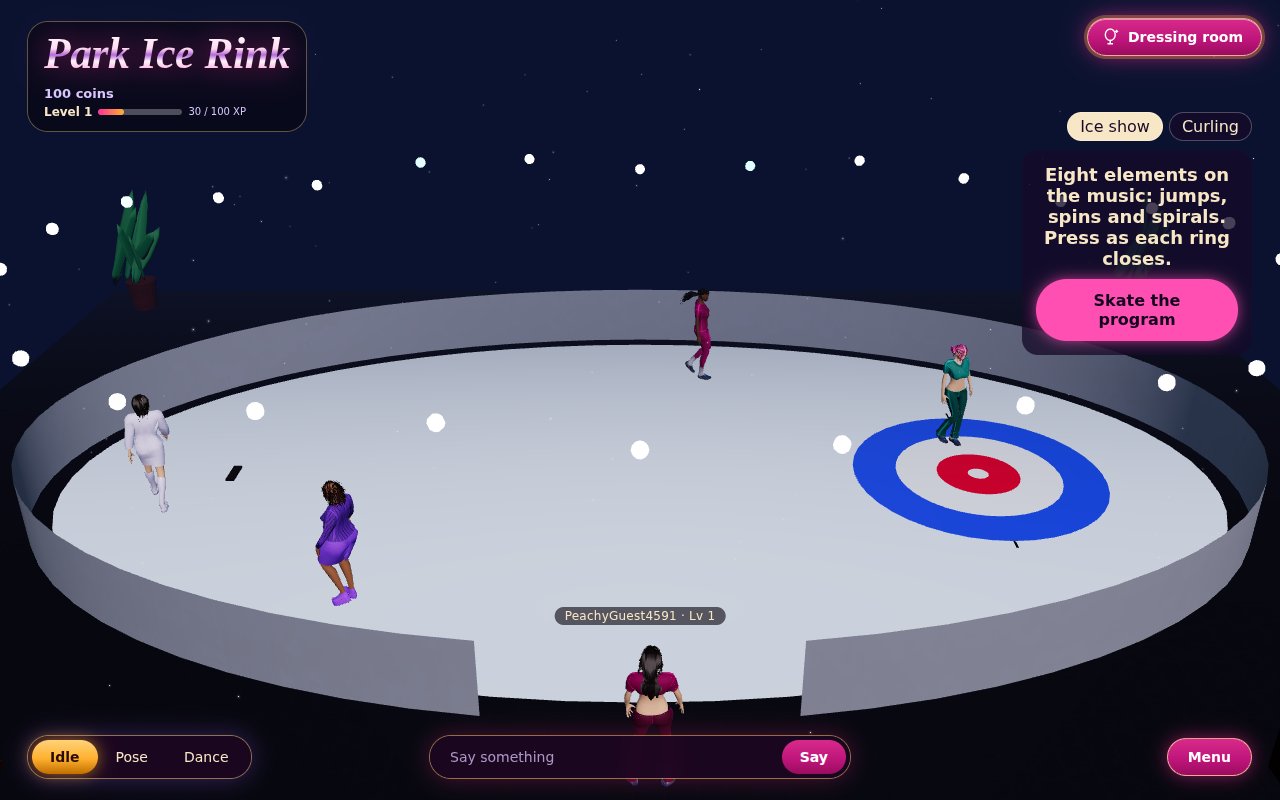 Park Ice Rink
100 coins
Level 1 30 / 100 XP
Dressing room
Ice show Curling
Eight elements on
the music: jumps,
spins and spirals.
Press as each ring
closes.
Skate the
program
PeachyGuest4591 · Lv 1
Idle Pose Dance
Say something Say
Menu